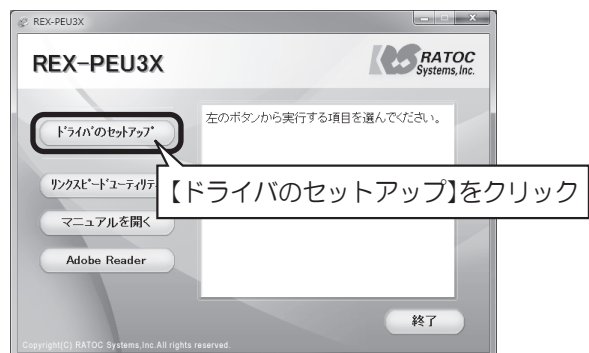 REX-PEU3X
REX-PEU3X
RATOC
Systems, Inc.
ドライバのセットアップ
左のボタンから実行する項目を選んでください。
リンクスピードユーティリティ
【ドライバのセットアップ】をクリック
マニュアルを開く
Adobe Reader
終了
Copyright(C) RATOC Systems,Inc.All rights reserved.